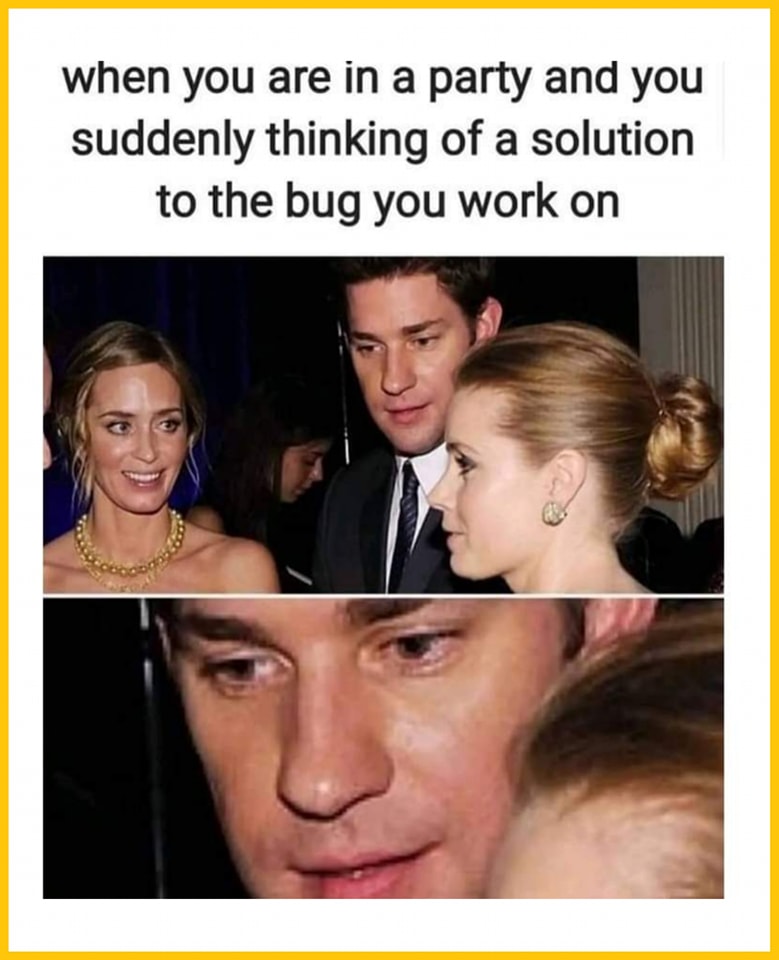 when you are in a party and you
suddenly thinking of a solution
to the bug you work on